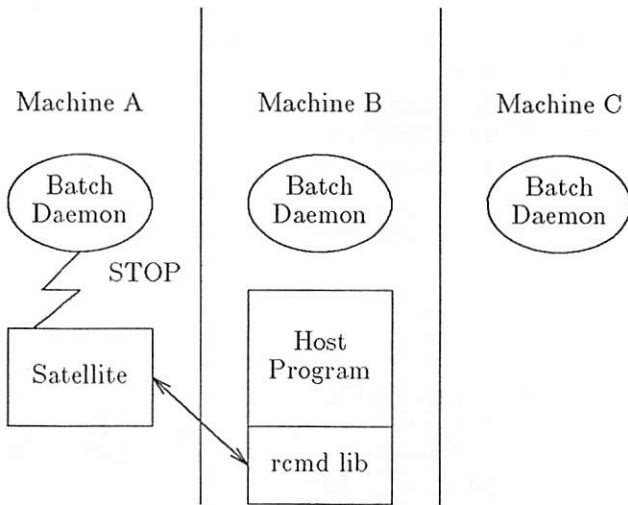 Machine A
Machine B
Machine C
Batch
Daemon
Batch
Daemon
Batch
Daemon
STOP
Satellite
Host
Program
rcmd lib